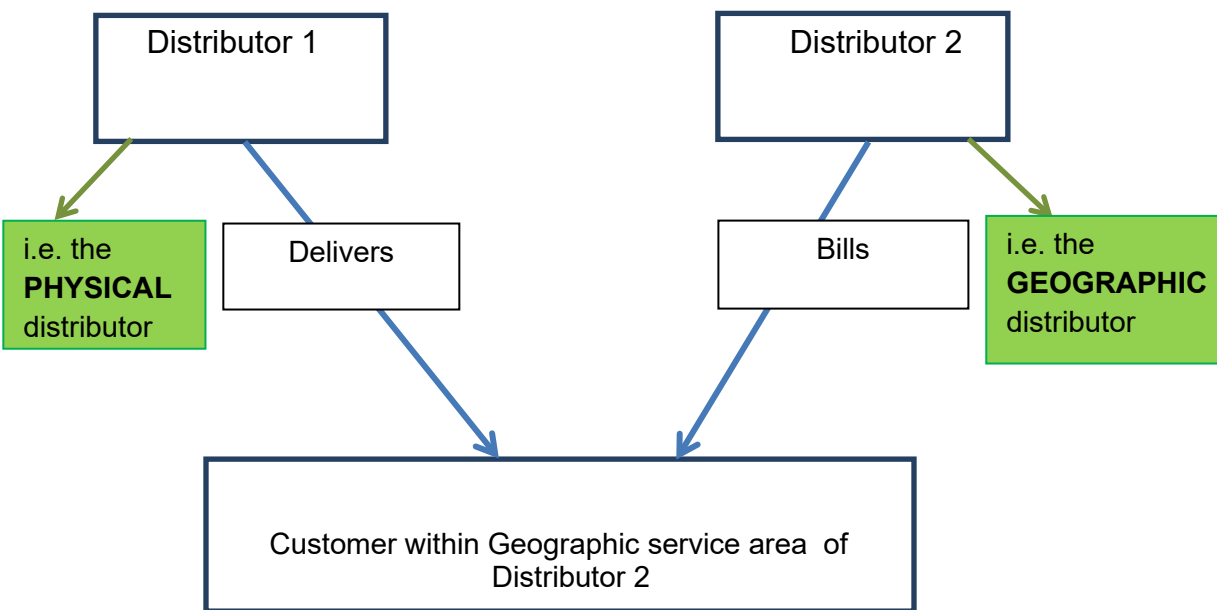 Distributor 1
Distributor 2
i.e. the
PHYSICAL
distributor
Delivers
Bills
i.e. the
GEOGRAPHIC
distributor
Customer within Geographic service area of
Distributor 2